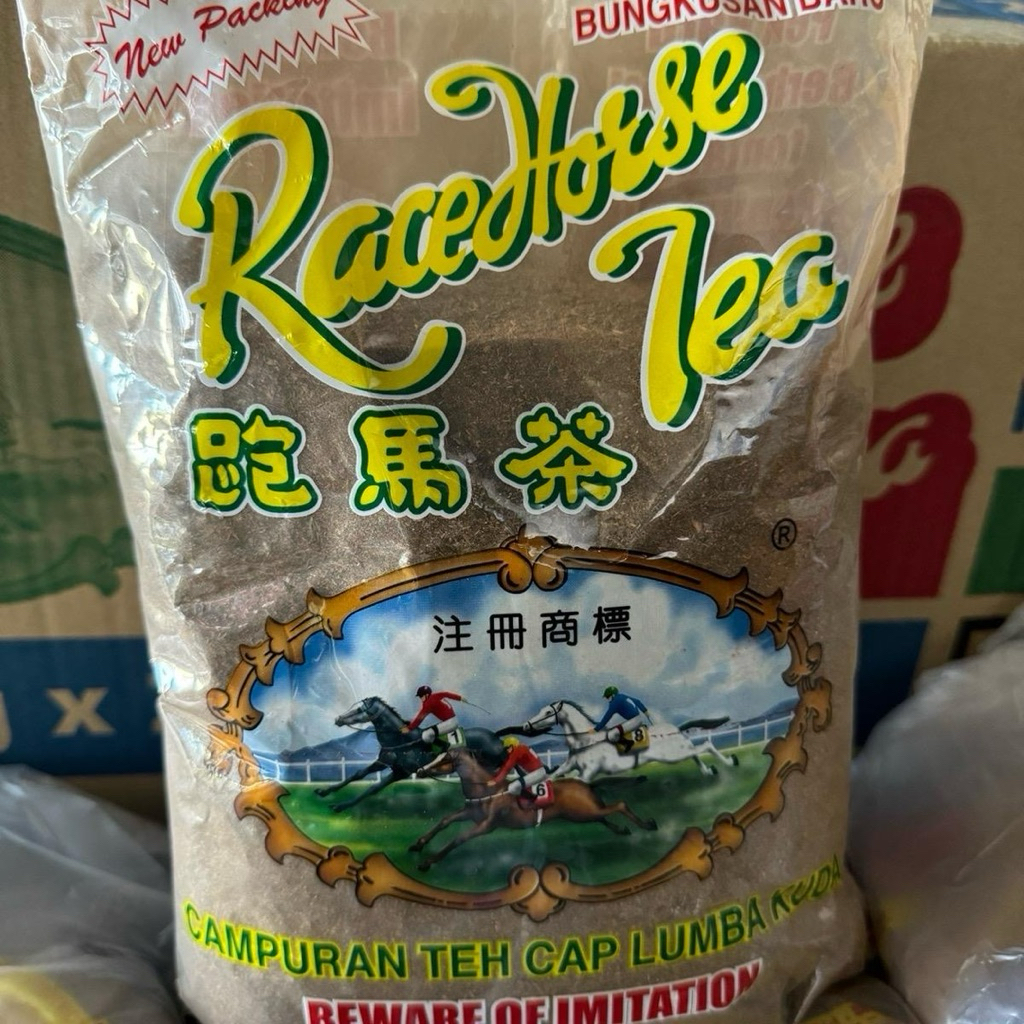 New Packing
BUNGKUSAN BARU
RaceHorse
Tea
跑馬茶
®
注冊商標
1
8
6
CAMPURAN TEH CAP LUMBA KUDA
BEWARE OF IMITATION
x